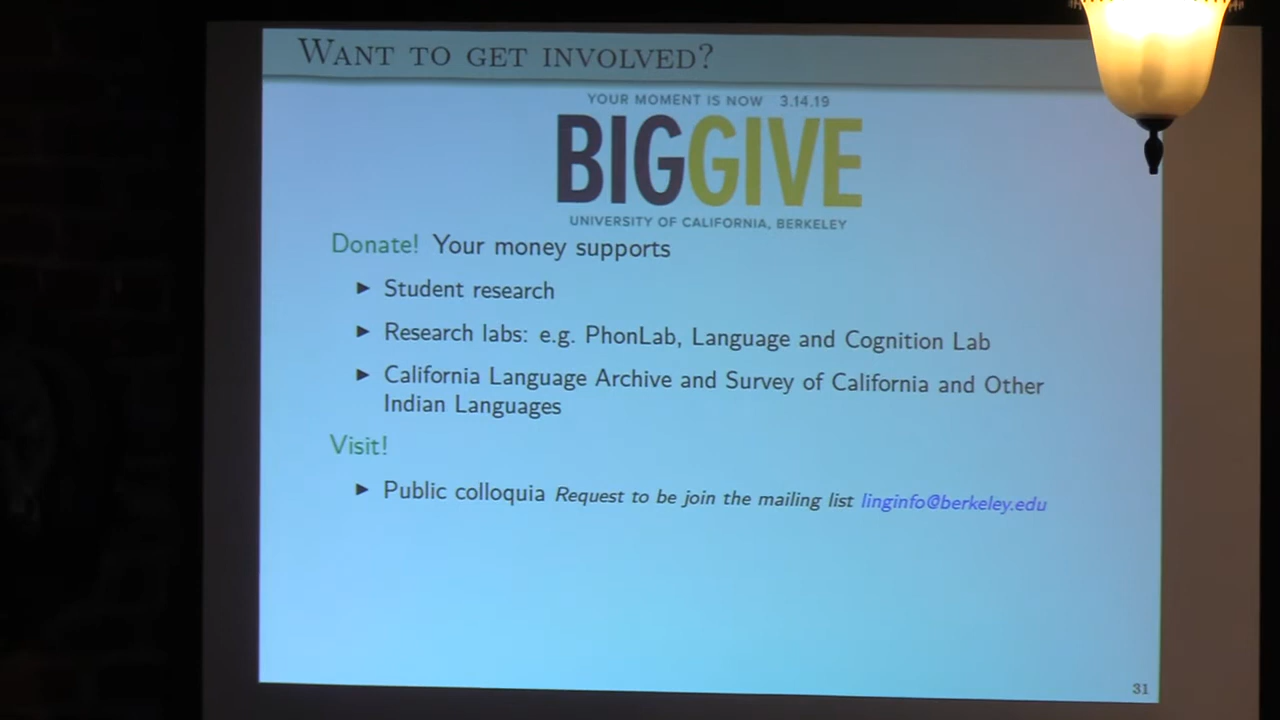 WANT TO GET INVOLVED?
YOUR MOMENT IS NOW 3.14.19
BIGGIVE
UNIVERSITY OF CALIFORNIA, BERKELEY
Donate! Your money supports
▶ Student research
▶ Research labs: e.g. PhonLab, Language and Cognition Lab
▶ California Language Archive and Survey of California and Other
Indian Languages
Visit!
▶ Public colloquia Request to be join the mailing list linginfo@berkeley.edu
31